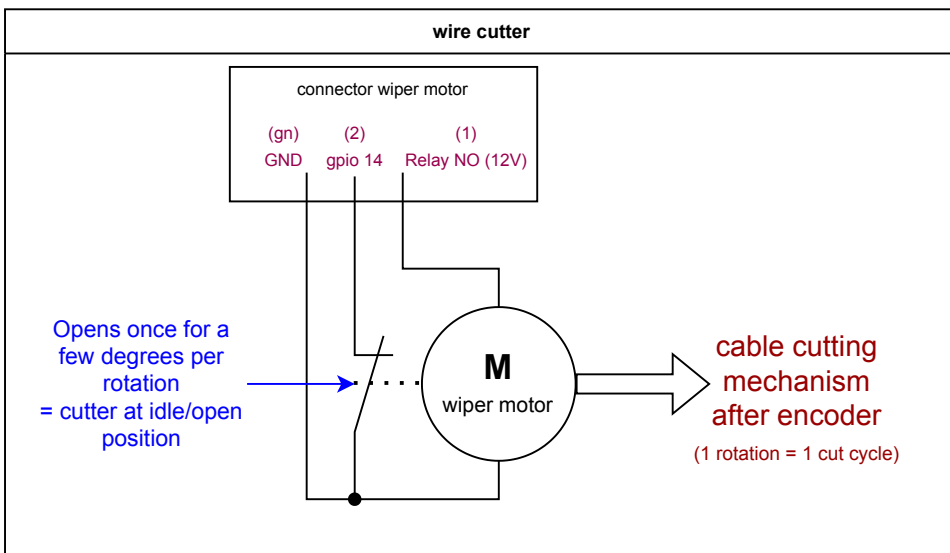 wire cutter
connector wiper motor
(gn) (2) (1)
GND gpio 14 Relay NO (12V)
Opens once for a
few degrees per
rotation
= cutter at idle/open
position
M
wiper motor
cable cutting
mechanism
after encoder
(1 rotation = 1 cut cycle)